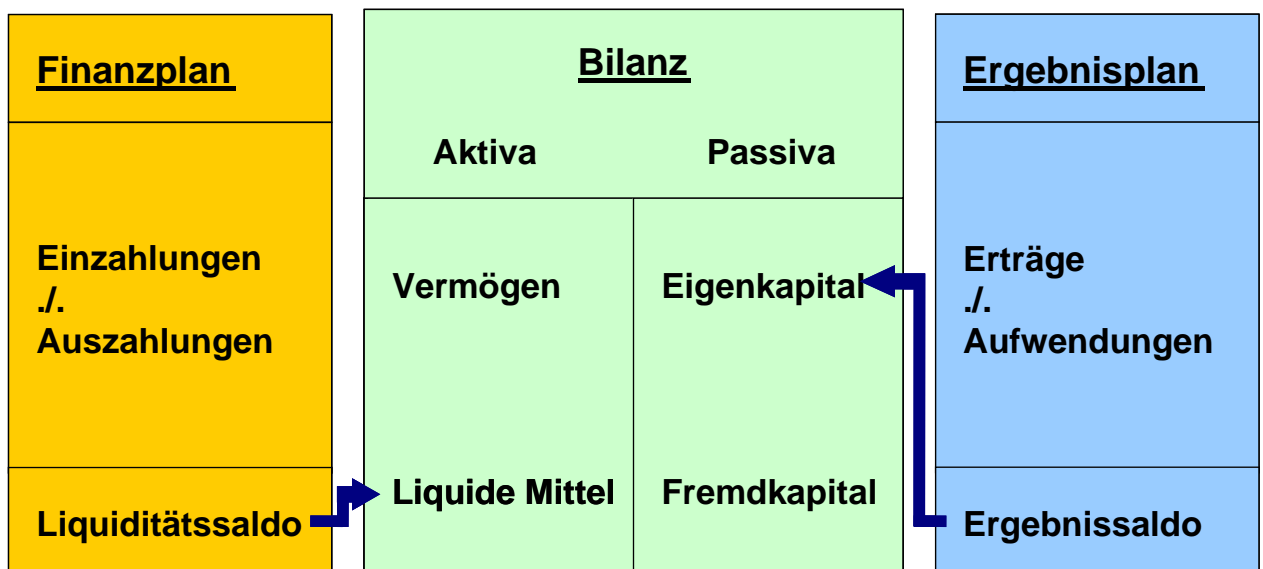 Finanzplan
Einzahlungen
./.
Auszahlungen
Liquiditätssaldo
Bilanz
Aktiva Passiva
Vermögen Eigenkapital
Liquide Mittel Fremdkapital
Ergebnisplan
Erträge
./.
Aufwendungen
Ergebnissaldo